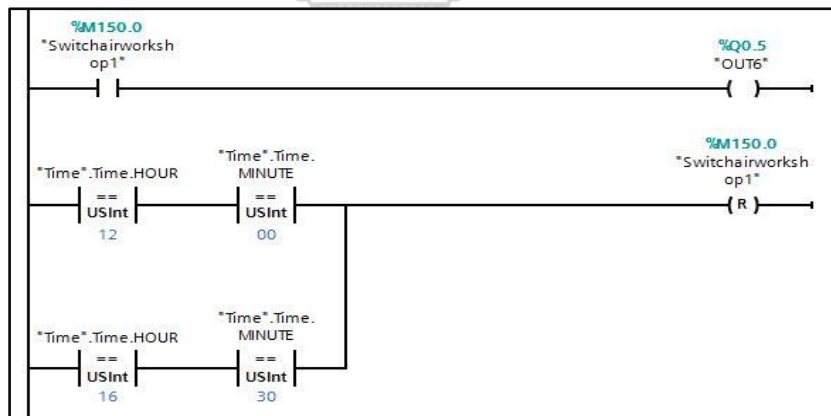 %M150.0
"Switchairworksh
op1"
%Q0.5
"OUT6"
"Time".Time.HOUR
==
USInt
12
"Time".Time.
MINUTE
==
USInt
00
%M150.0
"Switchairworksh
op1"
R
"Time".Time.HOUR
==
USInt
16
"Time".Time.
MINUTE
==
USInt
30